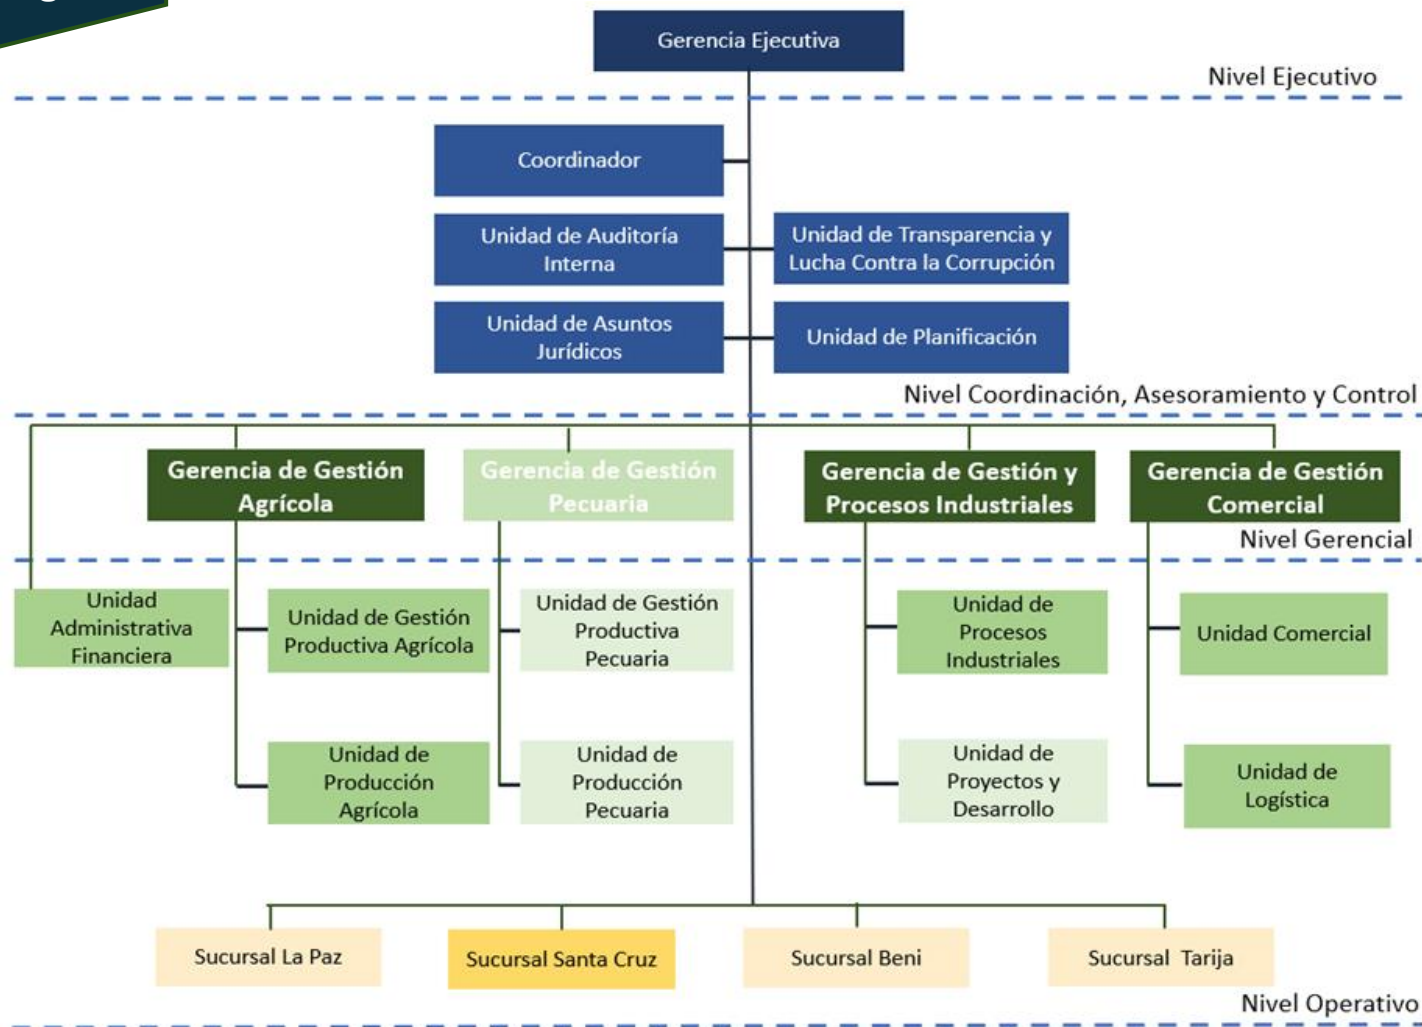 Gerencia Ejecutiva
Nivel Ejecutivo
Coordinador
Unidad de Auditoría
Interna
Unidad de Transparencia y
Lucha Contra la Corrupción
Unidad de Asuntos
Jurídicos
Unidad de Planificación
Nivel Coordinación, Asesoramiento y Control
Gerencia de Gestión
Agrícola
Gerencia de Gestión
Pecuaria
Gerencia de Gestión y
Procesos Industriales
Gerencia de Gestión
Comercial
Nivel Gerencial
Unidad
Administrativa
Financiera
Unidad de Gestión
Productiva Agrícola
Unidad de Gestión
Productiva
Pecuaria
Unidad de
Procesos
Industriales
Unidad Comercial
Unidad de
Producción
Agrícola
Unidad de
Producción
Pecuaria
Unidad de
Proyectos y
Desarrollo
Unidad de
Logística
Sucursal La Paz
Sucursal Santa Cruz
Sucursal Beni
Sucursal Tarija
Nivel Operativo